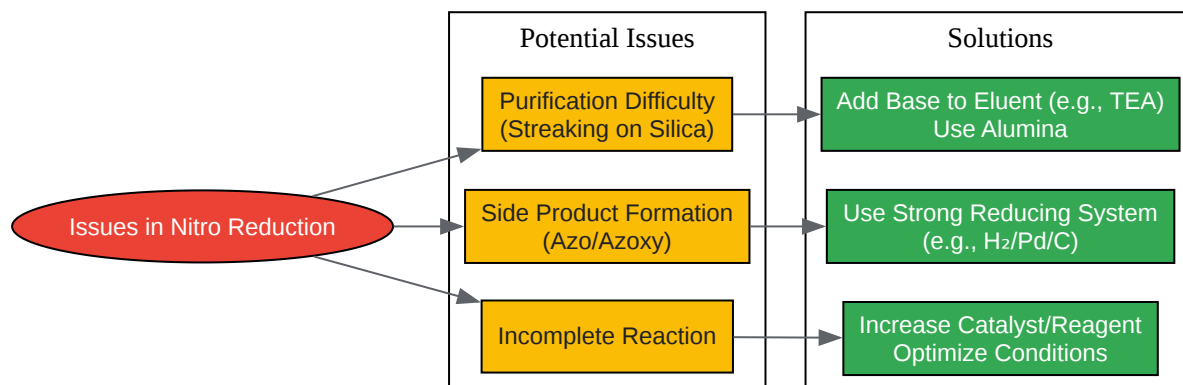 Potential Issues
Solutions
Issues in Nitro Reduction
Purification Difficulty
(Streaking on Silica)
Add Base to Eluent (e.g., TEA)
Use Alumina
Side Product Formation
(Azo/Azoxy)
Use Strong Reducing System
(e.g., H₂/Pd/C)
Incomplete Reaction
Increase Catalyst/Reagent
Optimize Conditions